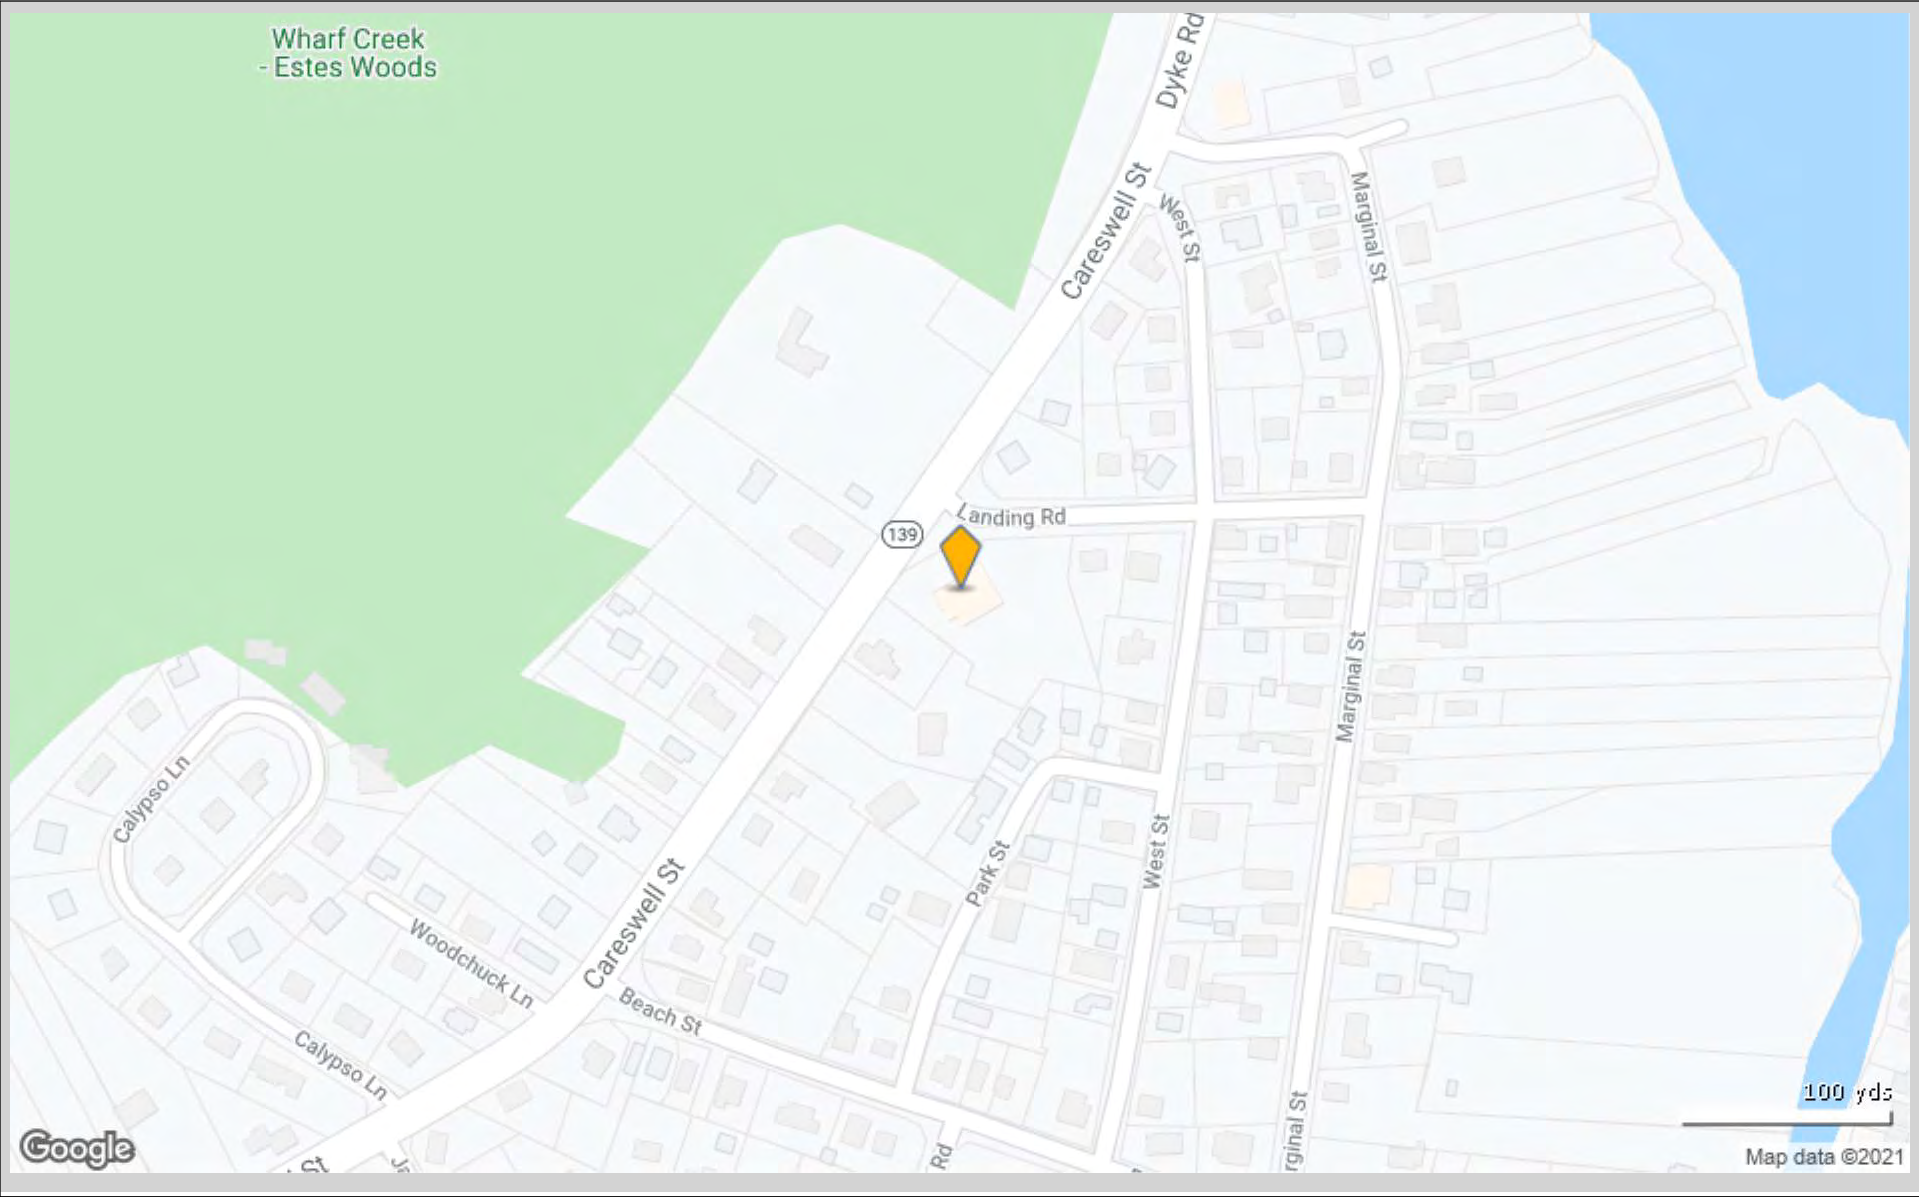 Wharf Creek
- Estes Woods
Dyke Rd
Careswell St
West St
Marginal St
Landing Rd
139
Marginal St
Calypso Ln
West St
Park St
Careswell St
Woodchuck Ln
Beach St
Calypso Ln
100 yds
rginal St
Google
St
Rd
Map data ©2021